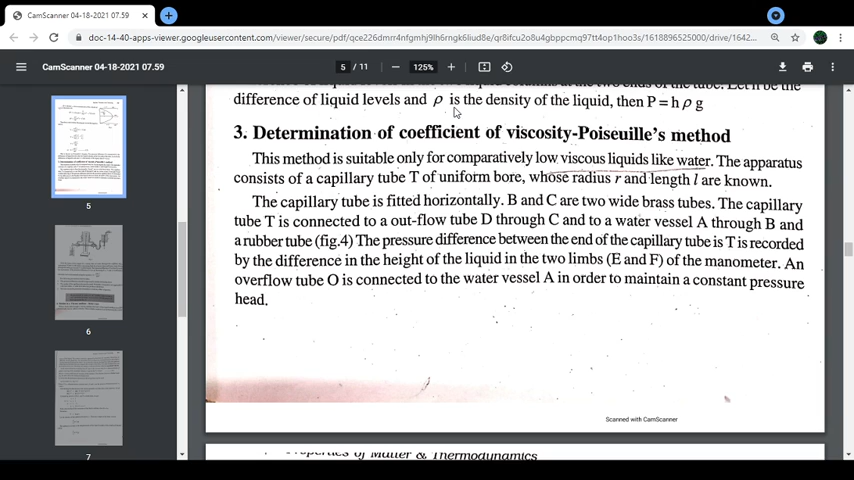 CamScanner 04-18-2021 07.59
doc-14-40-apps-viewer.googleusercontent.com/viewer/secure/pdf/qce226dmrr4nfgmhj9lh6rngk6liud8e/qr8ifcu2o8u4gbppcmq97tt4op1hoo3s/1618896525000/drive/1642...
CamScanner 04-18-2021 07.59
5 / 11
125%
difference of liquid levels and ρ is the density of the liquid, then P = h ρ g
3. Determination of coefficient of viscosity-Poiseuille's method
This method is suitable only for comparatively low viscous liquids like water. The apparatus
consists of a capillary tube T of uniform bore, whose radius r and length l are known.
The capillary tube is fitted horizontally. B and C are two wide brass tubes. The capillary
tube T is connected to a out-flow tube D through C and to a water vessel A through B and
a rubber tube (fig.4) The pressure difference between the end of the capillary tube is T is recorded
by the difference in the height of the liquid in the two limbs (E and F) of the manometer. An
overflow tube O is connected to the water vessel A in order to maintain a constant pressure
head.
Scanned with CamScanner
Properties of Matter & Thermodynamics
5
6
7